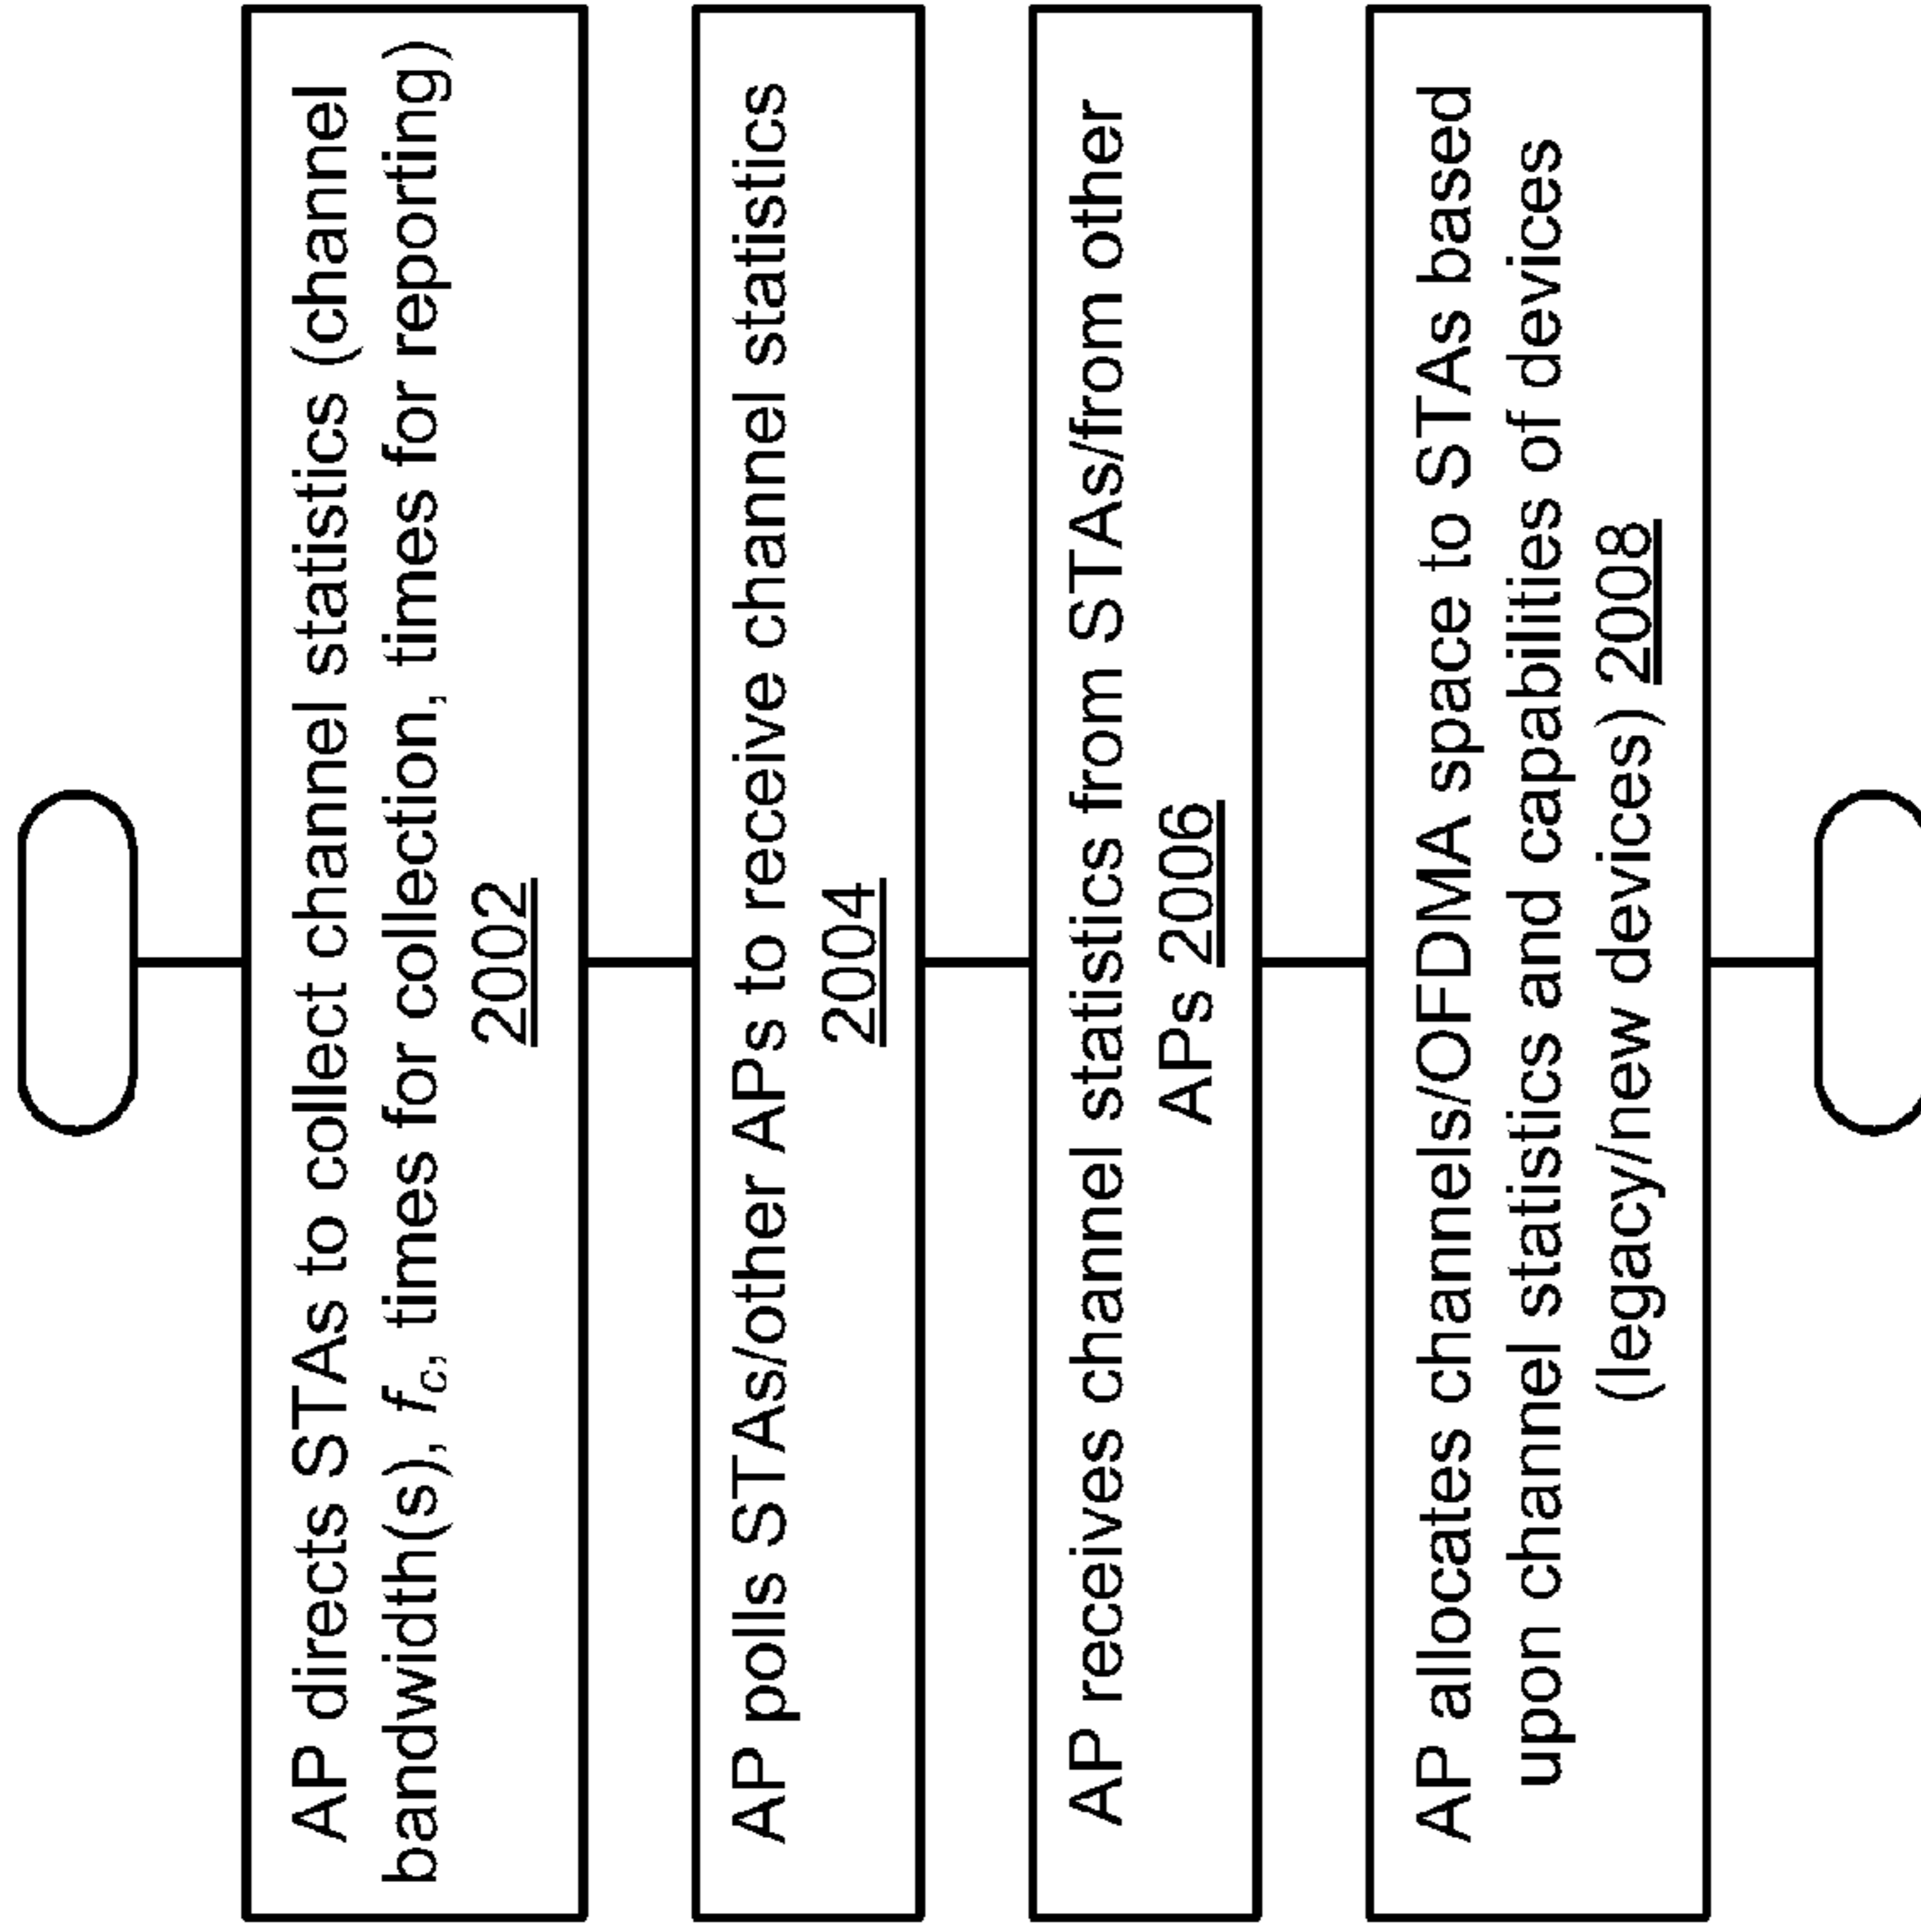 AP directs STAs to collect channel statistics (channel
bandwidth(s), fc, times for collection, times for reporting)
2002
AP polls STAs/other APs to receive channel statistics
2004
AP receives channel statistics from STAs/from other
APs 2006
AP allocates channels/OFDMA space to STAs based
upon channel statistics and capabilities of devices
(legacy/new devices) 2008